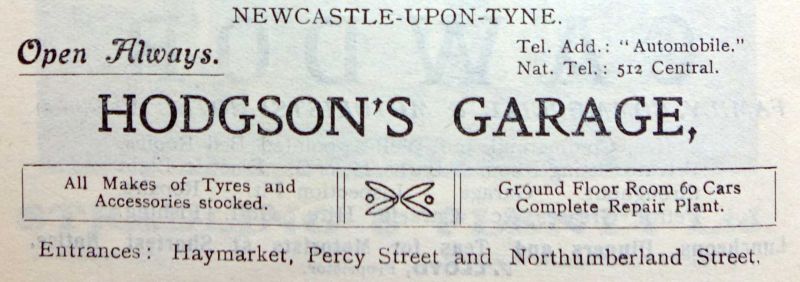 NEWCASTLE-UPON-TYNE.
Open Always.
Tel. Add.: "Automobile."
Nat. Tel.: 512 Central.
HODGSON'S GARAGE,
All Makes of Tyres and
Accessories stocked.
Ground Floor Room 60 Cars
Complete Repair Plant.
Entrances: Haymarket, Percy Street and Northumberland Street.